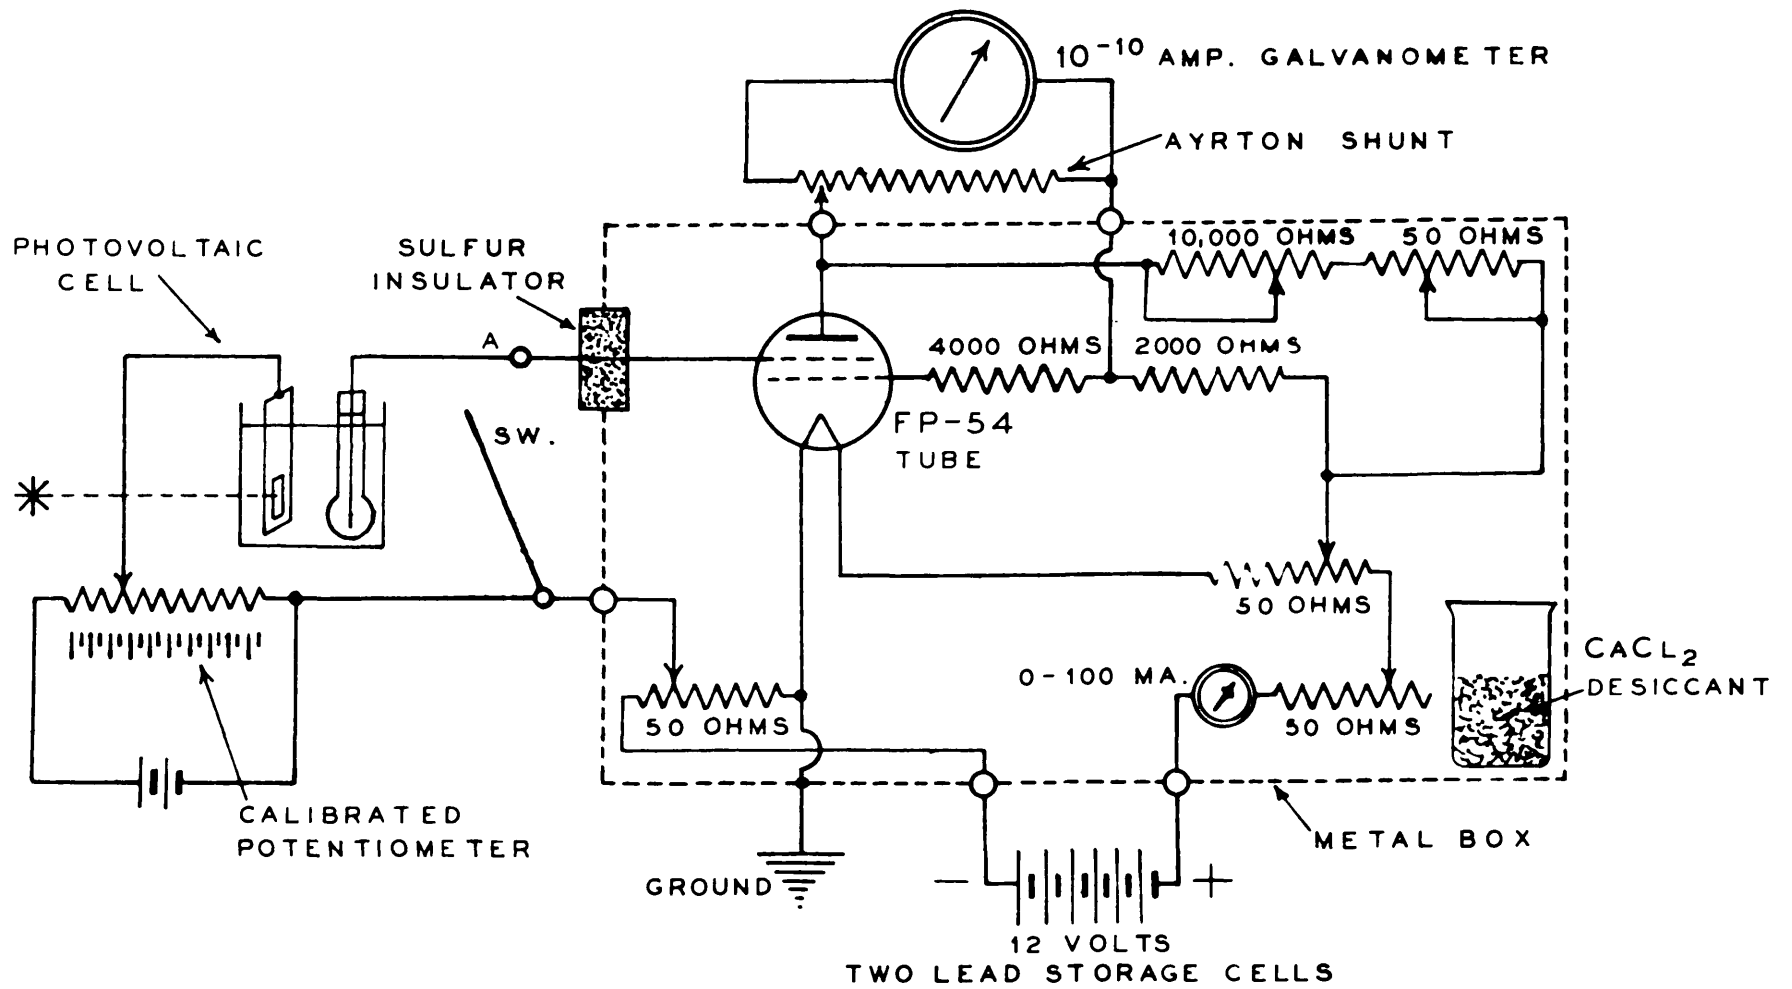 10⁻¹⁰ AMP. GALVANOMETER
AYRTON SHUNT
PHOTOVOLTAIC
CELL
SULFUR
INSULATOR
10,000 OHMS
50 OHMS
A
4000 OHMS
2000 OHMS
FP-54
TUBE
SW.
50 OHMS
0-100 MA.
50 OHMS
50 OHMS
CACL₂
DESICCANT
CALIBRATED
POTENTIOMETER
METAL BOX
GROUND
− +
12 VOLTS
TWO LEAD STORAGE CELLS